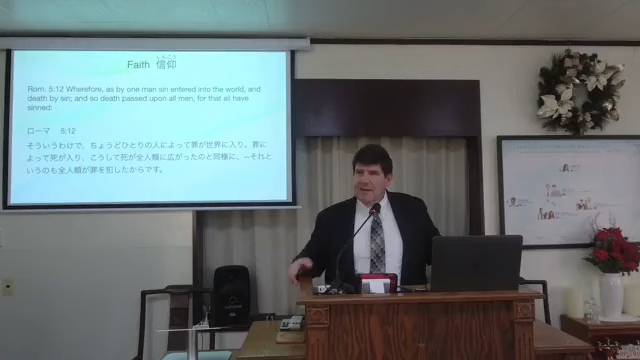 しんこう
Faith 信仰
Rom. 5:12 Wherefore, as by one man sin entered into the world, and
death by sin; and so death passed upon all men, for that all have
sinned:
ローマ 5:12
そういうわけで、ちょうどひとりの人によって罪が世界に入り、罪に
よって死が入り、こうして死が全人類に広がったのと同様に、--それと
いうのも全人類が罪を犯したからです。